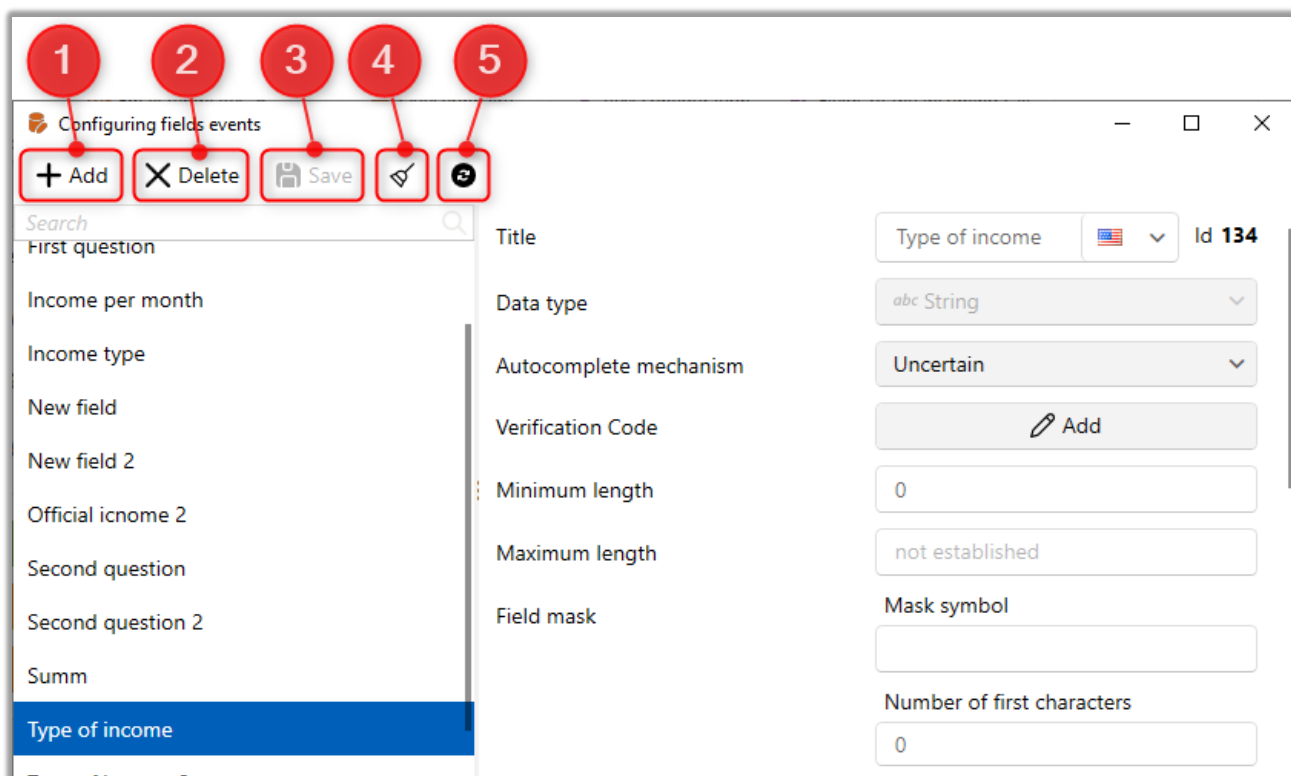 1 2 3 4 5
Configuring fields events
Add Delete Save
Search
First question
Income per month
Income type
New field
New field 2
Official icnome 2
Second question
Second question 2
Summ
Type of income
Title Type of income Id 134
Data type abc String
Autocomplete mechanism Uncertain
Verification Code Add
Minimum length 0
Maximum length not established
Field mask Mask symbol
Number of first characters
0